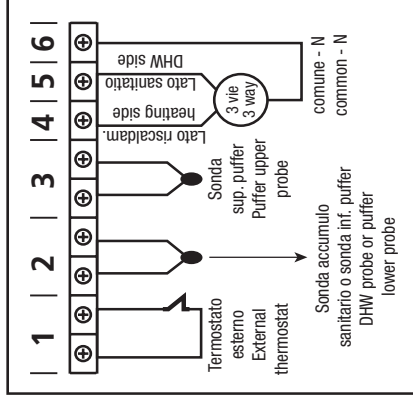 1 | 2 | 3 | 4 | 5 | 6
Termostato
esterno
External
thermostat
Sonda accumulo
sanitario o sonda inf. puffer
DHW probe or puffer
lower probe
Sonda
sup. puffer
Puffer upper
probe
Lato riscaldam.
heating side
Lato sanitatio
DHW side
3 vie
3 way
comune - N
common - N